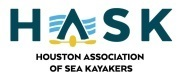 HASK
HOUSTON ASSOCIATION
OF SEA KAYAKERS